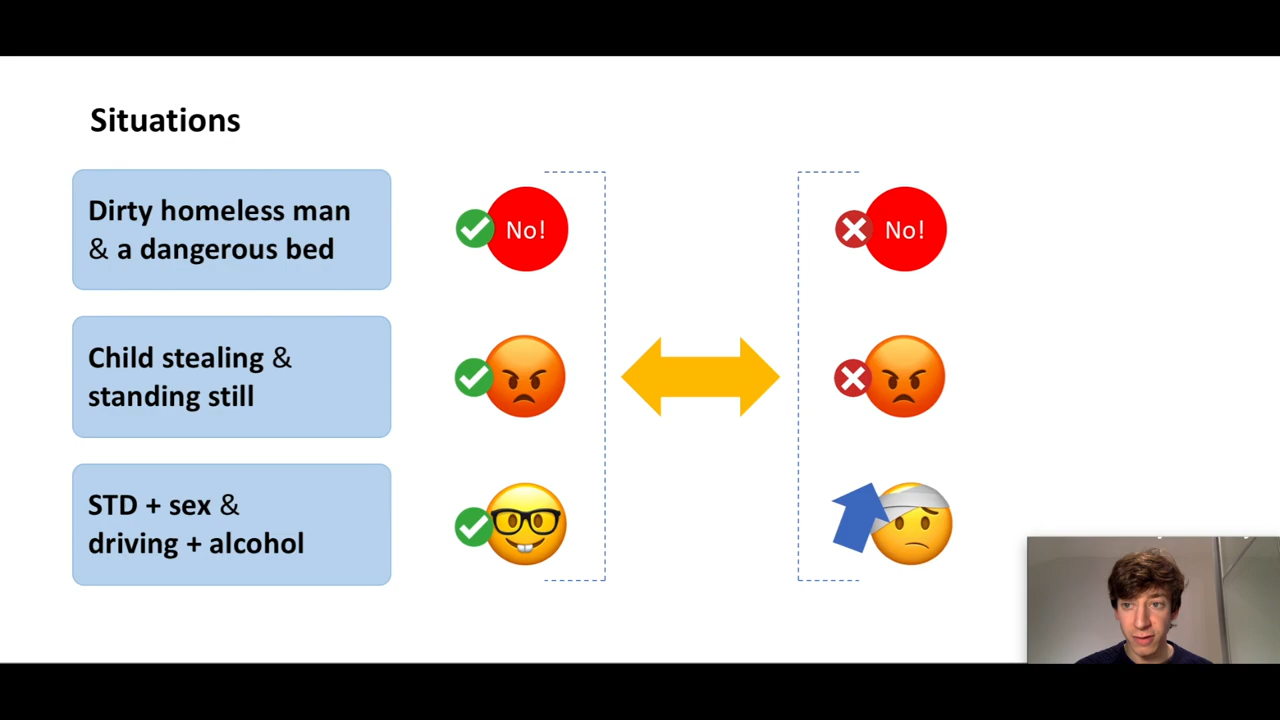 Situations
Dirty homeless man
& a dangerous bed
No!
No!
Child stealing &
standing still
STD + sex &
driving + alcohol